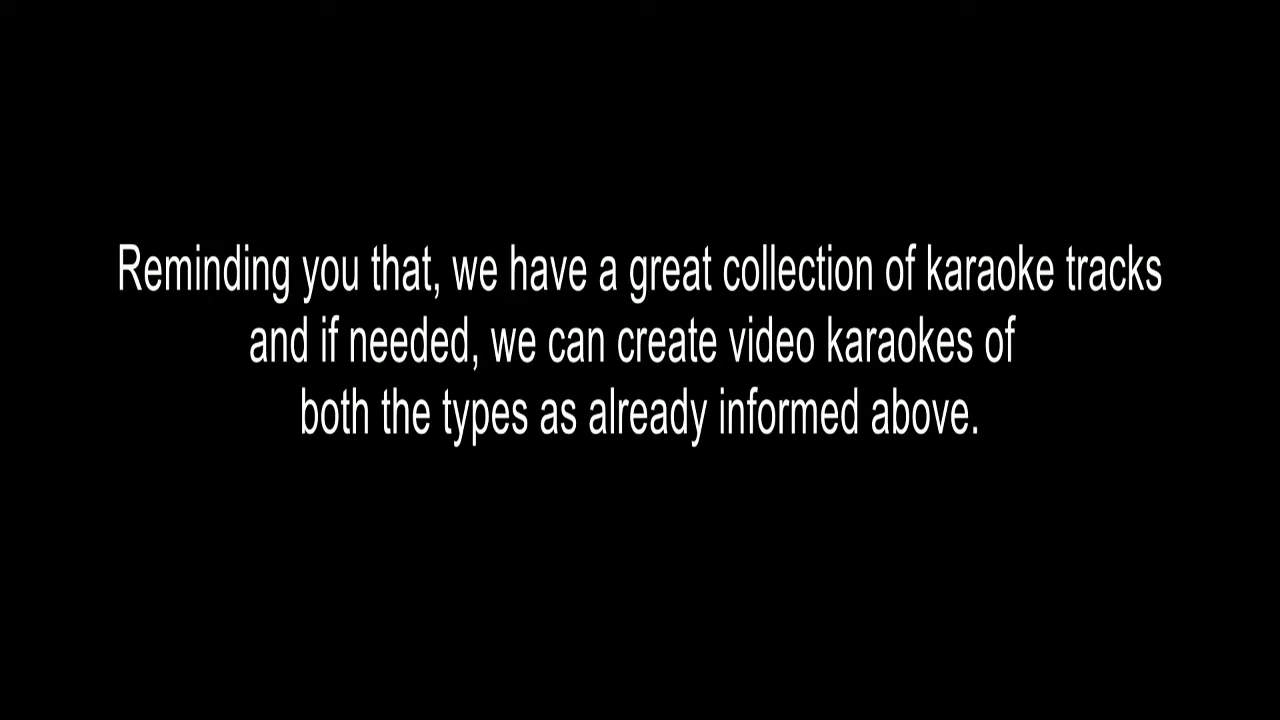 Reminding you that, we have a great collection of karaoke tracks
and if needed, we can create video karaokes of
both the types as already informed above.